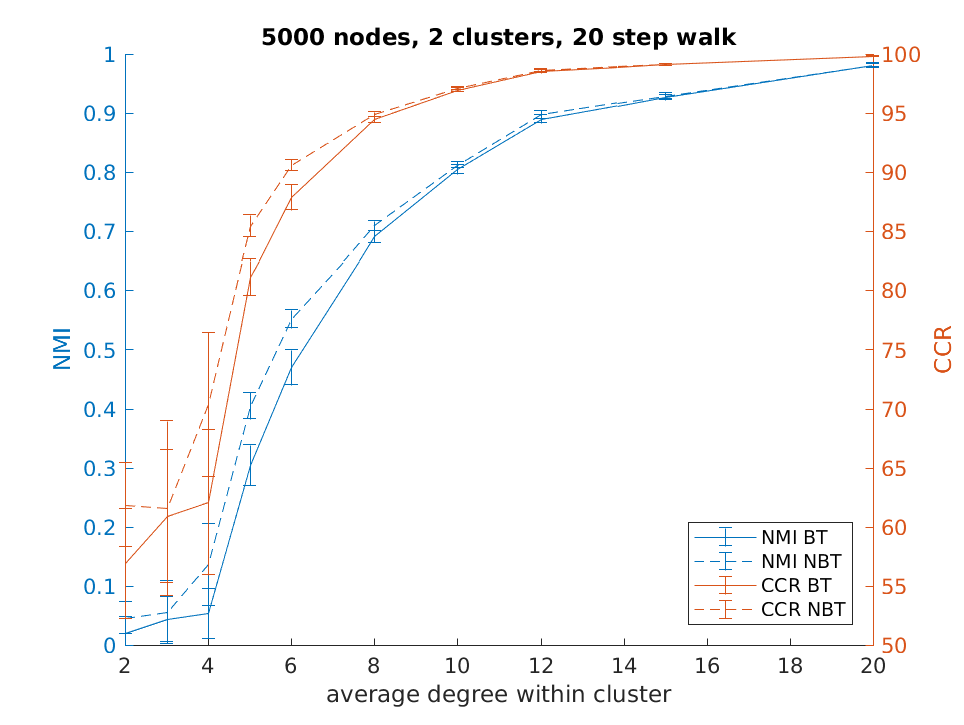 5000 nodes, 2 clusters, 20 step walk
1
0.9
0.8
0.7
0.6
0.5
0.4
0.3
0.2
0.1
0
NMI
100
95
90
85
80
75
70
65
60
55
50
CCR
NMI BT
NMI NBT
CCR BT
CCR NBT
2 4 6 8 10 12 14 16 18 20
average degree within cluster